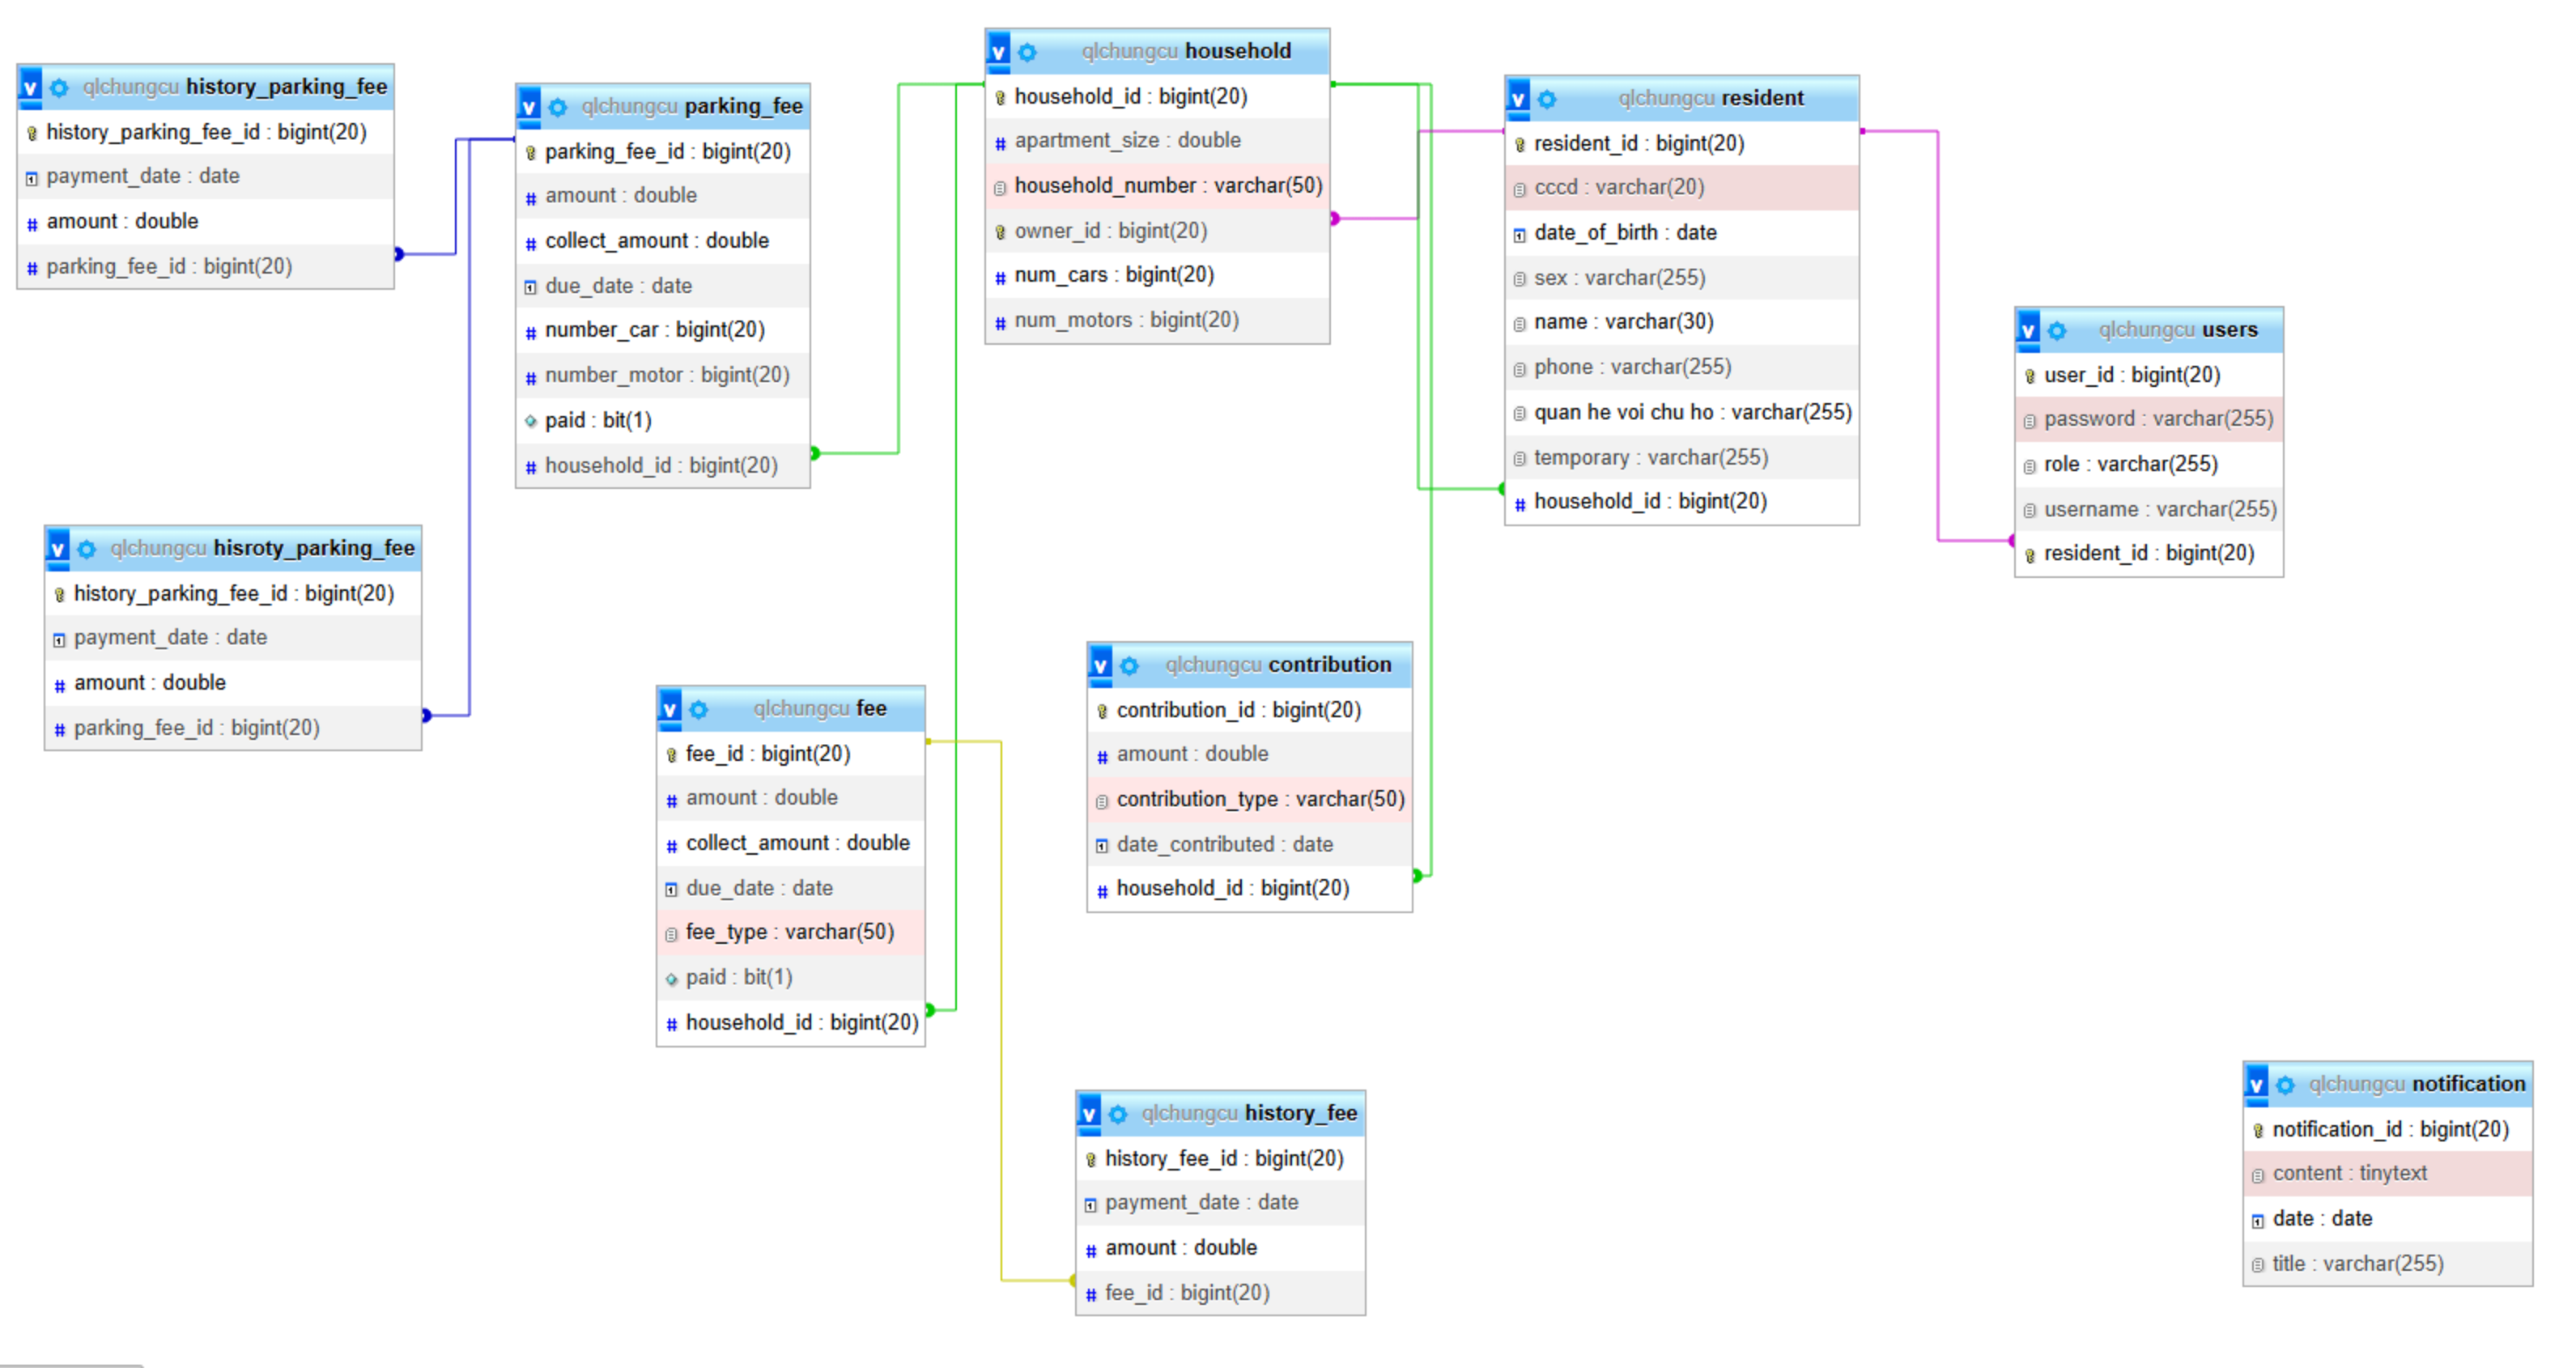 qlchungcu history_parking_fee
history_parking_fee_id : bigint(20)
payment_date : date
amount : double
parking_fee_id : bigint(20)
qlchungcu parking_fee
parking_fee_id : bigint(20)
amount : double
collect_amount : double
due_date : date
number_car : bigint(20)
number_motor : bigint(20)
paid : bit(1)
household_id : bigint(20)
qlchungcu household
household_id : bigint(20)
apartment_size : double
household_number : varchar(50)
owner_id : bigint(20)
num_cars : bigint(20)
num_motors : bigint(20)
qlchungcu resident
resident_id : bigint(20)
cccd : varchar(20)
date_of_birth : date
sex : varchar(255)
name : varchar(30)
phone : varchar(255)
quan he voi chu ho : varchar(255)
temporary : varchar(255)
household_id : bigint(20)
qlchungcu users
user_id : bigint(20)
password : varchar(255)
role : varchar(255)
username : varchar(255)
resident_id : bigint(20)
qlchungcu hisroty_parking_fee
history_parking_fee_id : bigint(20)
payment_date : date
amount : double
parking_fee_id : bigint(20)
qlchungcu fee
fee_id : bigint(20)
amount : double
collect_amount : double
due_date : date
fee_type : varchar(50)
paid : bit(1)
household_id : bigint(20)
qlchungcu contribution
contribution_id : bigint(20)
amount : double
contribution_type : varchar(50)
date_contributed : date
household_id : bigint(20)
qlchungcu history_fee
history_fee_id : bigint(20)
payment_date : date
amount : double
fee_id : bigint(20)
qlchungcu notification
notification_id : bigint(20)
content : tinytext
date : date
title : varchar(255)